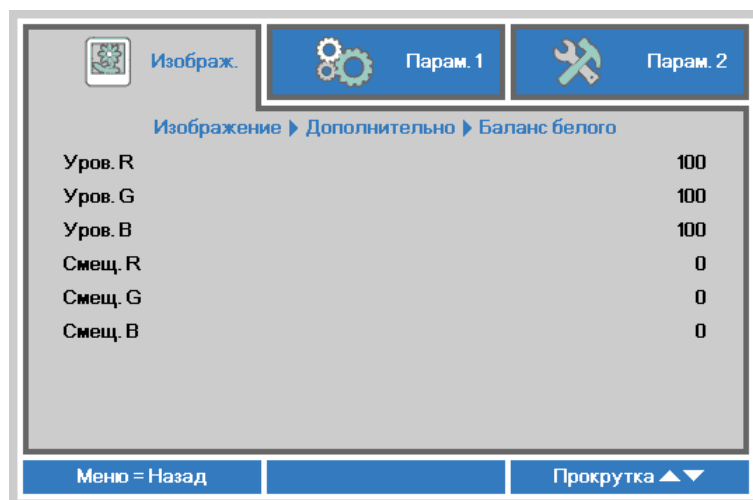 Изображ. Парам. 1 Парам. 2
Изображение ▶ Дополнительно ▶ Баланс белого
Уров. R 100
Уров. G 100
Уров. B 100
Смещ. R 0
Смещ. G 0
Смещ. B 0
Меню = Назад Прокрутка ▲▼